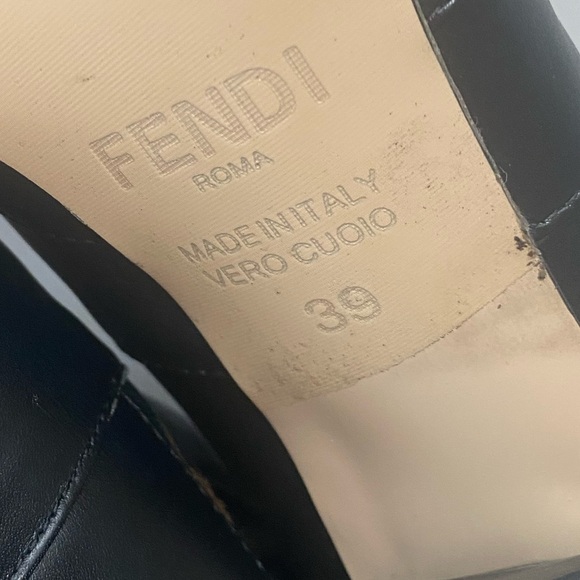 FENDI
ROMA
MADE IN ITALY
VERO CUOIO
39